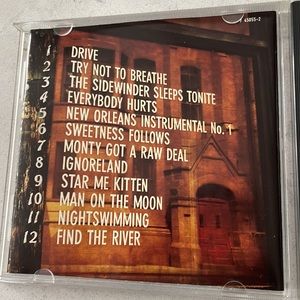 45055-2
1 DRIVE
2 TRY NOT TO BREATHE
3 THE SIDEWINDER SLEEPS TONITE
4 EVERYBODY HURTS
5 NEW ORLEANS INSTRUMENTAL No. 1
6 SWEETNESS FOLLOWS
7 MONTY GOT A RAW DEAL
8 IGNORELAND
9 STAR ME KITTEN
10 MAN ON THE MOON
11 NIGHTSWIMMING
12 FIND THE RIVER